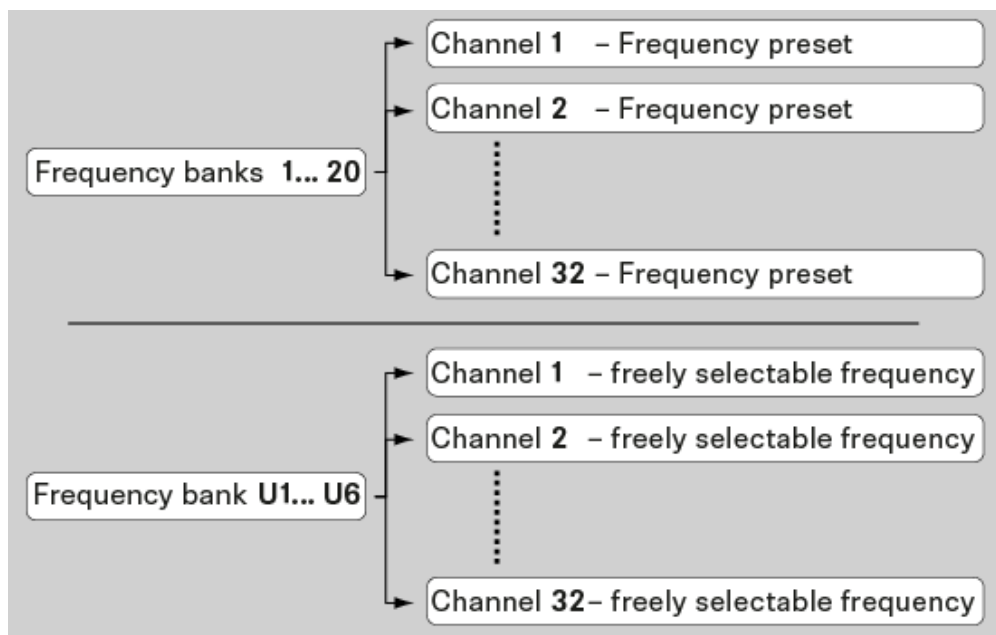 Channel 1 – Frequency preset
Channel 2 – Frequency preset
Frequency banks 1... 20
Channel 32 – Frequency preset
Channel 1 – freely selectable frequency
Channel 2 – freely selectable frequency
Frequency bank U1... U6
Channel 32 – freely selectable frequency